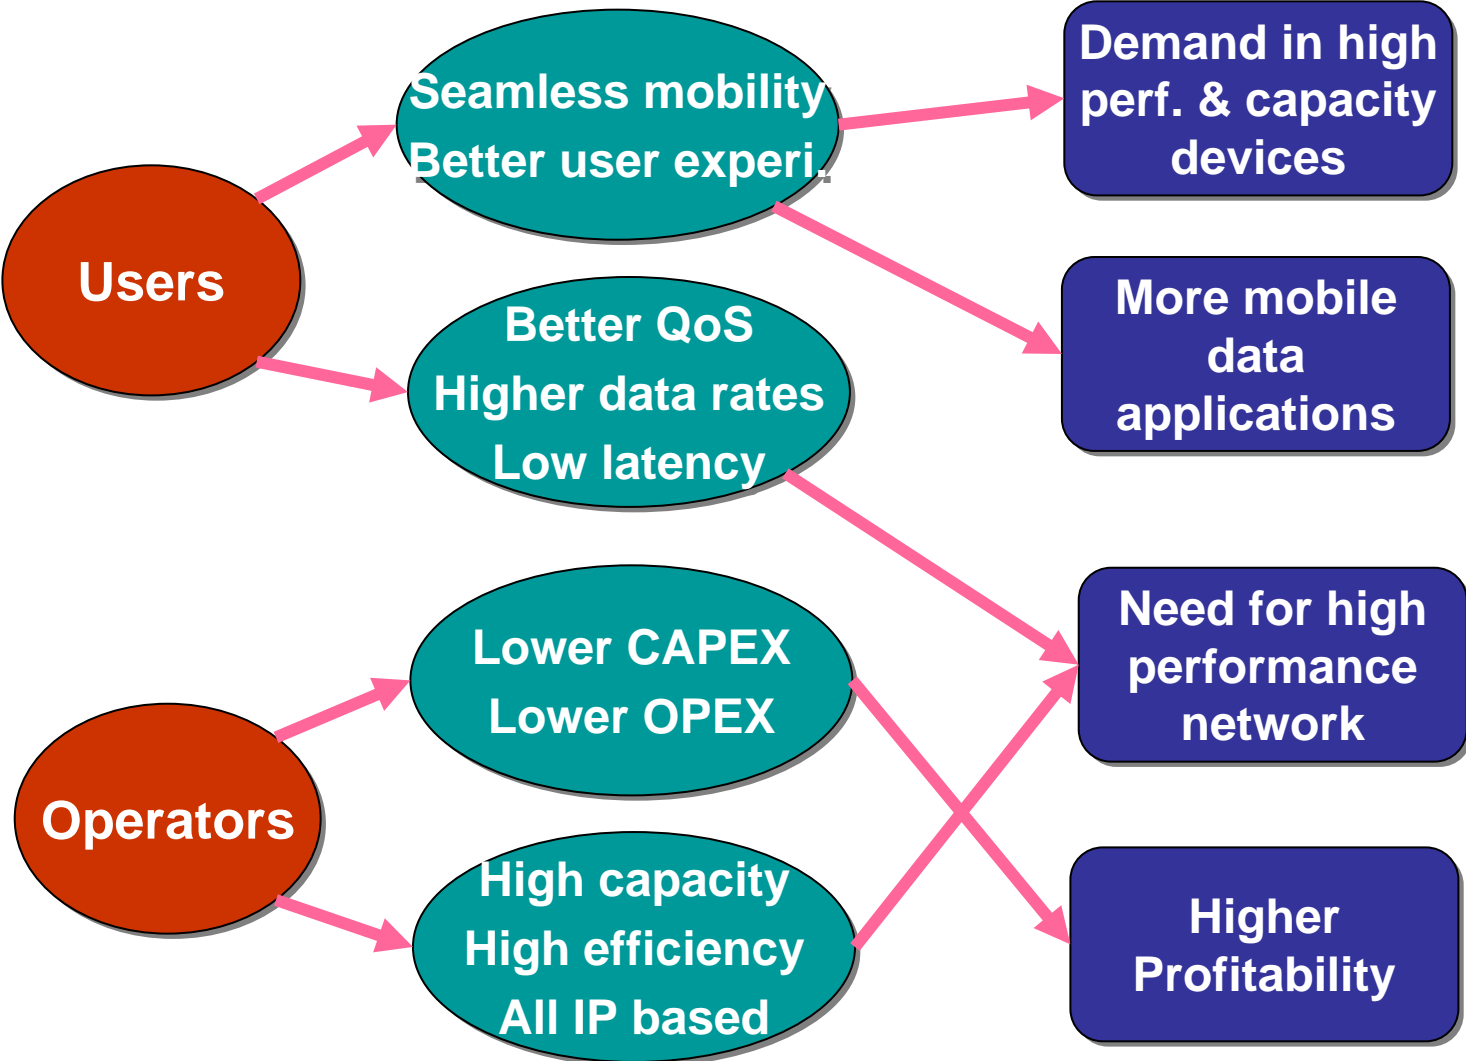 Users
Seamless mobility
Better user experi.
Demand in high
perf. & capacity
devices
Better QoS
Higher data rates
Low latency
More mobile
data
applications
Operators
Lower CAPEX
Lower OPEX
Need for high
performance
network
High capacity
High efficiency
All IP based
Higher
Profitability